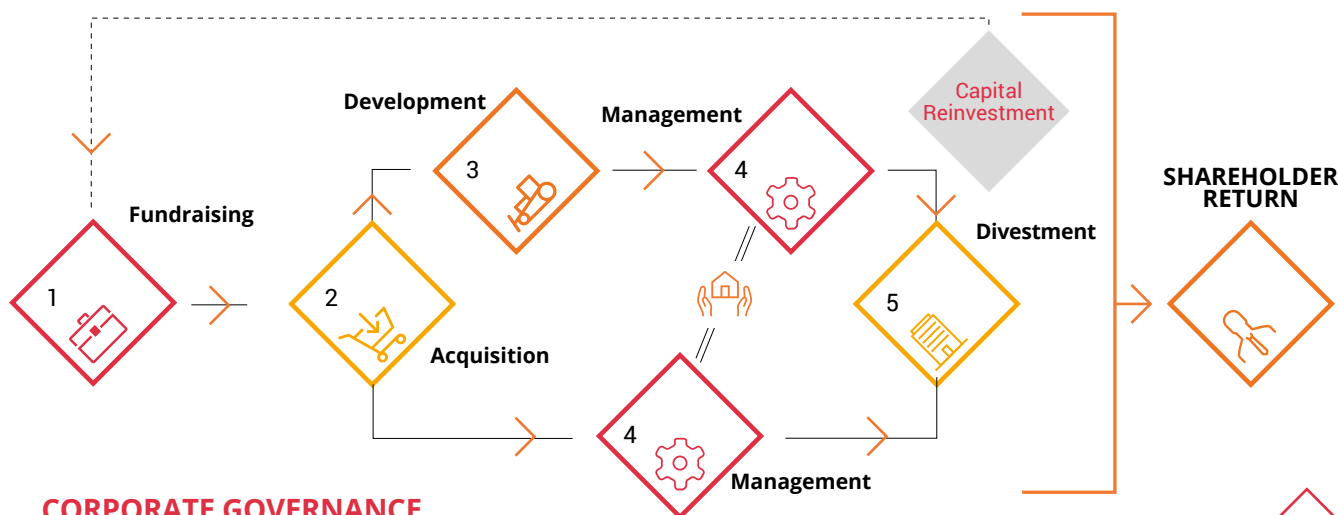 Capital
Reinvestment
Development
Management
3
4
SHAREHOLDER
RETURN
Fundraising
Divestment
1
2
5
Acquisition
4
Management
CORPORATE GOVERNANCE